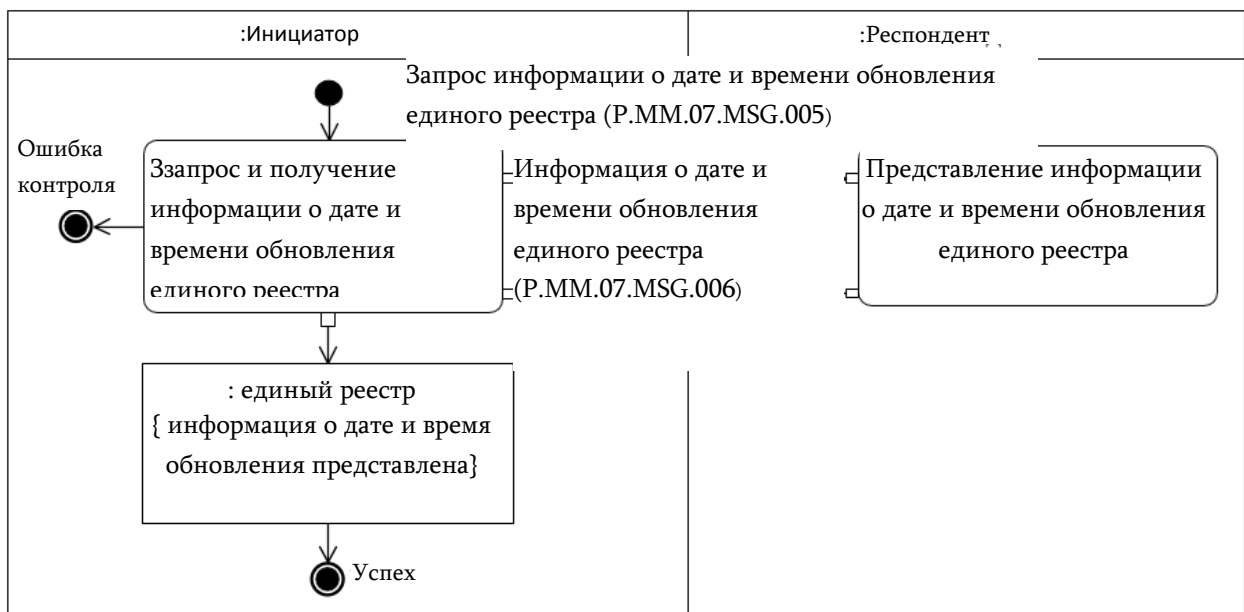 :Инициатор
:Респондент
Запрос информации о дате и времени обновления
единого реестра (P.MM.07.MSG.005)
Ошибка
контроля
Ззапрос и получение
информации о дате и
времени обновления
единого реестра
Информация о дате и
времени обновления
единого реестра
(P.MM.07.MSG.006)
Представление информации
о дате и времени обновления
единого реестра
: единый реестр
{ информация о дате и время
обновления представлена}
Успех